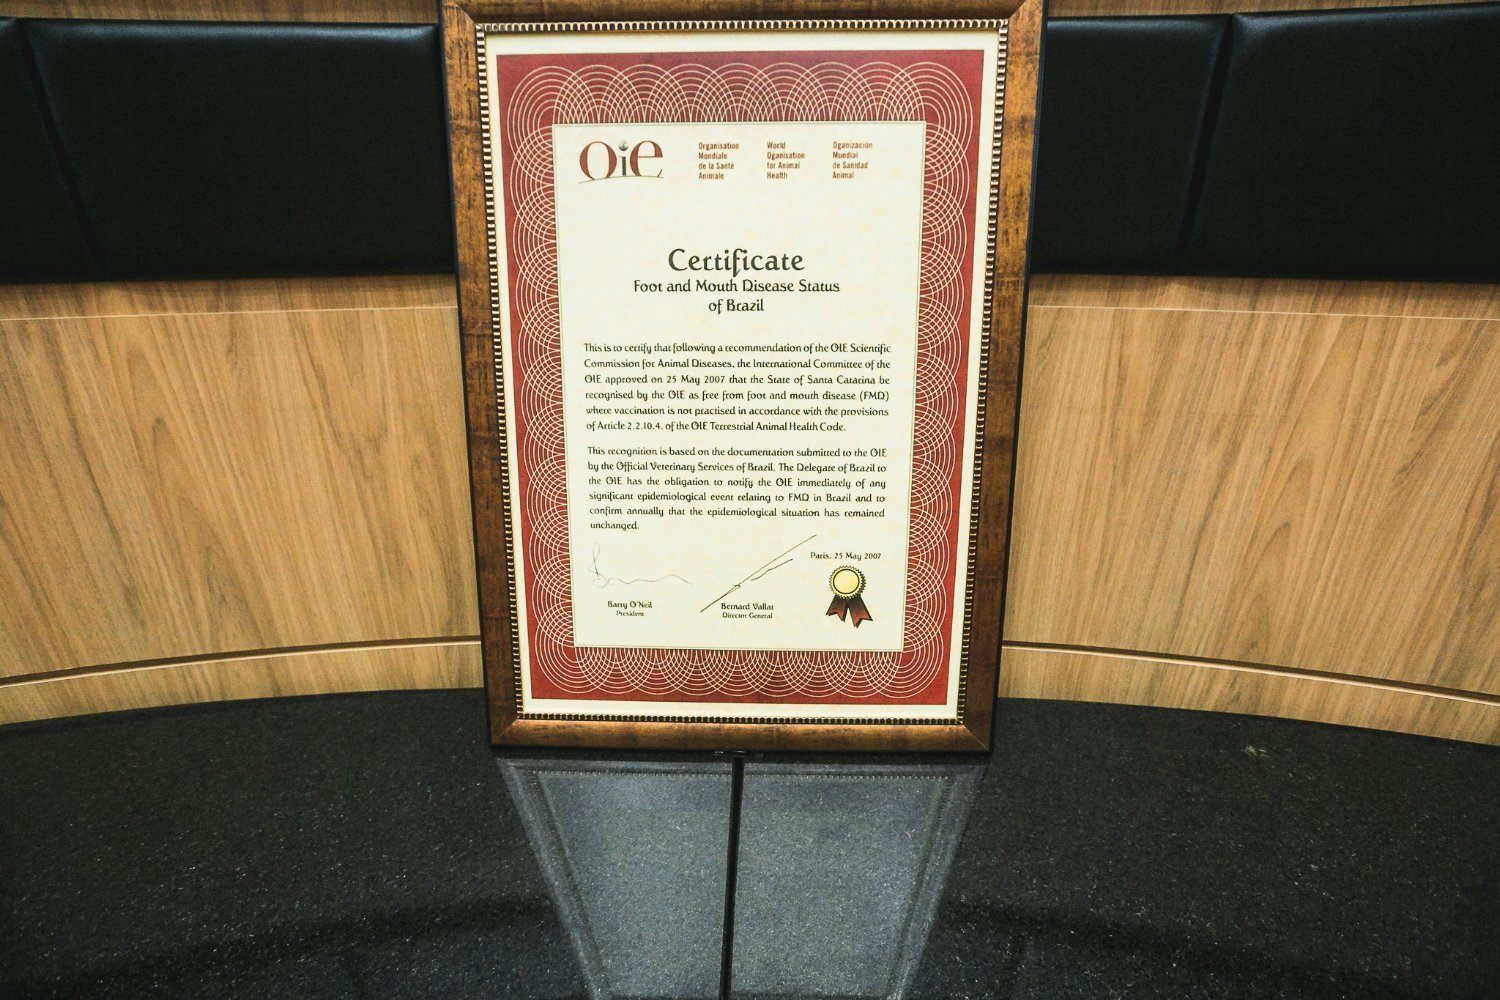 OiE
Organisation
Mondiale
de la Santé
Animale
World
Oganisation
for Animal
Health
Oganización
Mundial
de Sanidad
Animal
Certificate
Foot and Mouth Disease Status
of Brazil
This is to certify that following a recommendation of the OIE Scientific
Commission for Animal Diseases, the International Committee of the
OIE approved on 25 May 2007 that the State of Santa Catarina be
recognised by the OIE as free from foot and mouth disease (FMD)
where vaccination is not practised in accordance with the provisions
of Article 2.2.10.4. of the OIE Terrestrial Animal Health Code.
This recognition is based on the documentation submitted to the OIE
by the Official Veterinary Services of Brazil. The Delegate of Brazil to
the OIE has the obligation to notify the OIE immediately of any
significant epidemiological event relating to FMD in Brazil and to
confirm annually that the epidemiological situation has remained
unchanged.
Paris, 25 May 2007
Barry O'Neil
President
Bernard Vallat
Director General